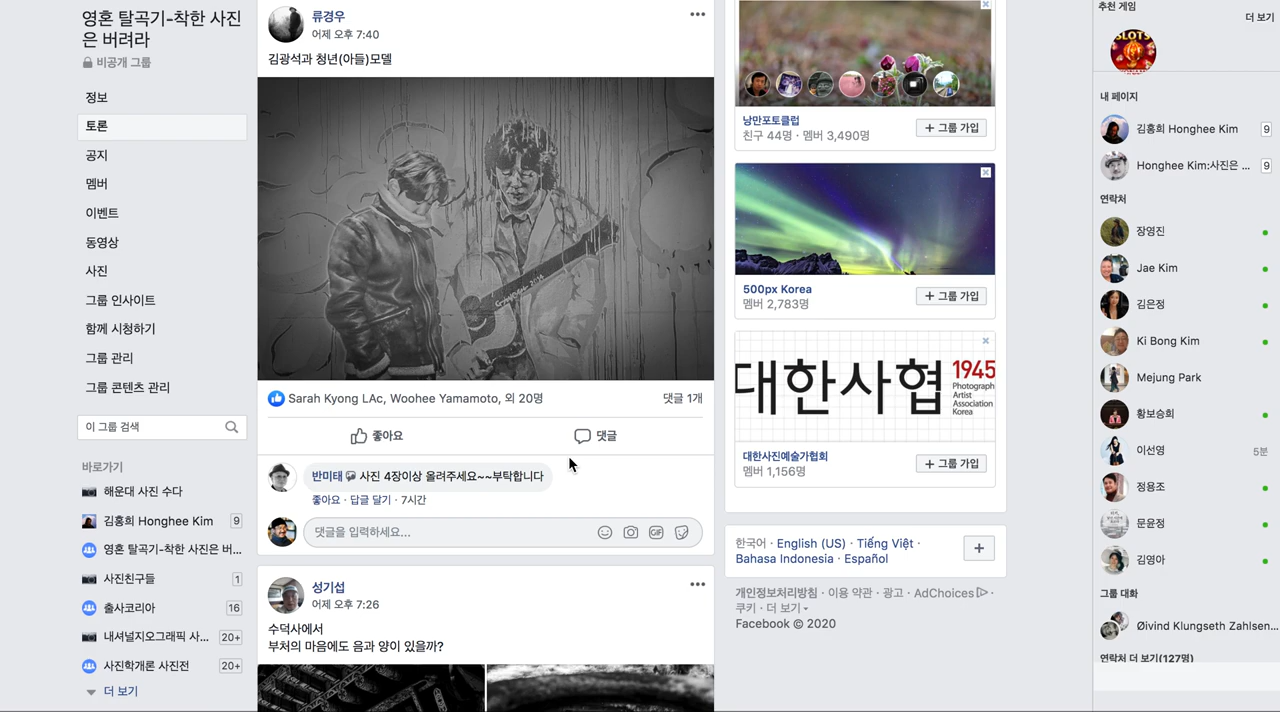 영혼 탈곡기-착한 사진
은 버려라
비공개 그룹
정보
토론
공지
멤버
이벤트
동영상
사진
그룹 인사이트
함께 시청하기
그룹 관리
그룹 콘텐츠 관리
이 그룹 검색
바로가기
해운대 사진 수다
김홍희 Honghee Kim 9
영혼 탈곡기-착한 사진은 버...
사진친구들 1
출사코리아 16
내셔널지오그래픽 사... 20+
사진학개론 사진전 20+
더 보기
류경우
어제 오후 7:40
김광석과 청년(아들)모델
Sarah Kyong LAc, Woohee Yamamoto, 외 20명
댓글 1개
좋아요
댓글
반미태 사진 4장이상 올려주세요~~부탁합니다
좋아요 · 답글 달기 · 7시간
댓글을 입력하세요...
GIF
성기섭
어제 오후 7:26
수덕사에서
부처의 마음에도 음과 양이 있을까?
낭만포토클럽
친구 44명 · 멤버 3,490명
+ 그룹 가입
500px Korea
멤버 2,783명
+ 그룹 가입
대한사협
1945
Photograph
Artist
Association
Korea
대한사진예술가협회
멤버 1,156명
+ 그룹 가입
한국어 · English (US) · Tiếng Việt ·
Bahasa Indonesia · Español
개인정보처리방침 · 이용 약관 · 광고 · AdChoices ·
쿠키 · 더 보기
Facebook © 2020
추천 게임
더 보기
SLOTS
내 페이지
김홍희 Honghee Kim 9
Honghee Kim:사진은 ... 9
연락처
장영진
Jae Kim
김은정
Ki Bong Kim
Mejung Park
황보승희
이선영 5분
정용조
문윤정
김영아
그룹 대화
Øivind Klungseth Zahlsen...
연락처 더 보기(127명)